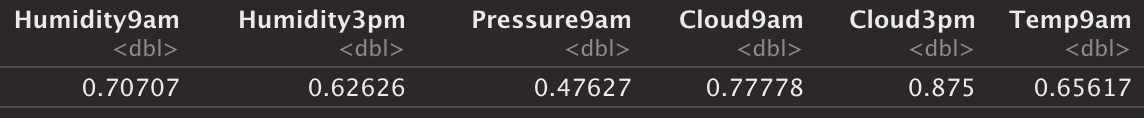 Humidity9am Humidity3pm Pressure9am Cloud9am Cloud3pm Temp9am
<dbl> <dbl> <dbl> <dbl> <dbl> <dbl>
0.70707 0.62626 0.47627 0.77778 0.875 0.65617